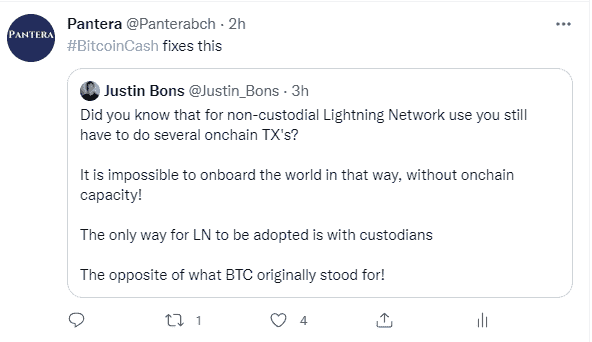 PANTERA
Pantera @Panterabch · 2h
#BitcoinCash fixes this
Justin Bons @Justin_Bons · 3h
Did you know that for non-custodial Lightning Network use you still
have to do several onchain TX's?
It is impossible to onboard the world in that way, without onchain
capacity!
The only way for LN to be adopted is with custodians
The opposite of what BTC originally stood for!
1 4